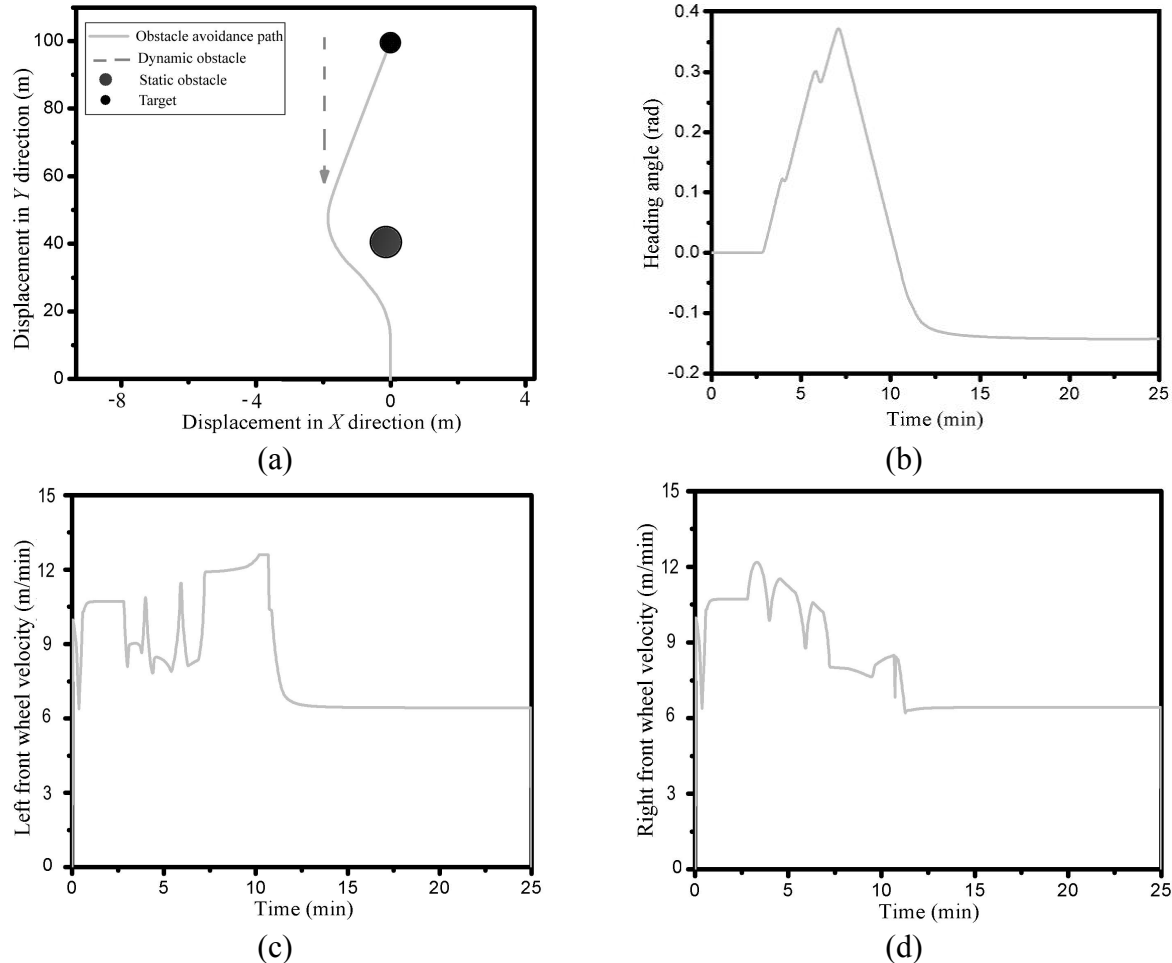 100
80
60
40
20
0
-8
-4
0
4
Displacement in Y direction (m)
Displacement in X direction (m)
Obstacle avoidance path
Dynamic obstacle
Static obstacle
Target
(a)
0.4
0.3
0.2
0.1
0.0
-0.1
-0.2
0
5
10
15
20
25
Heading angle (rad)
Time (min)
(b)
15
12
9
6
3
0
0
5
10
15
20
25
Left front wheel velocity (m/min)
Time (min)
(c)
15
12
9
6
3
0
0
5
10
15
20
25
Right front wheel velocity (m/min)
Time (min)
(d)